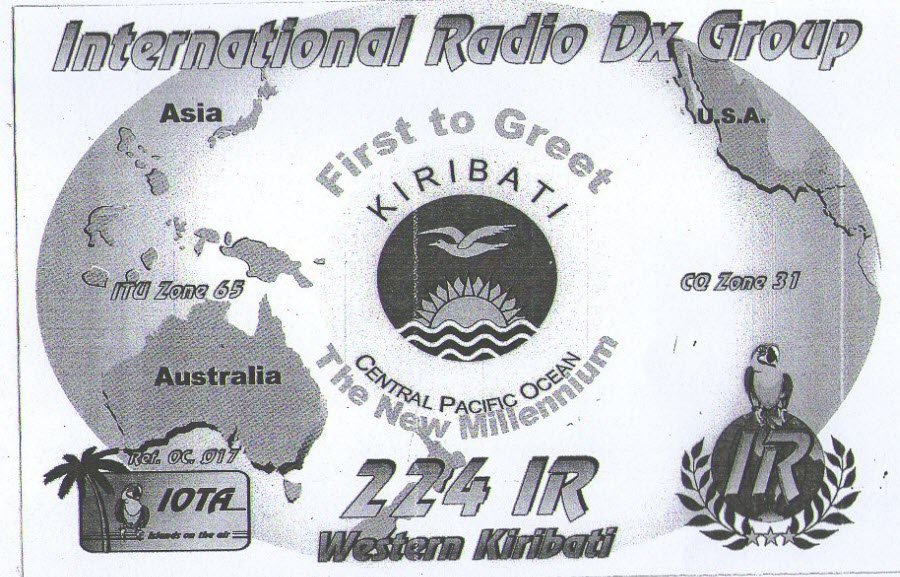 International Radio Dx Group
Asia
U.S.A.
First to Greet
KIRIBATI
ITU Zone 65
CQ Zone 31
Australia
CENTRAL PACIFIC OCEAN
The New Millennium
Ref. OC. 017
IOTA
Islands on the air
224 IR
Western Kiribati
IR